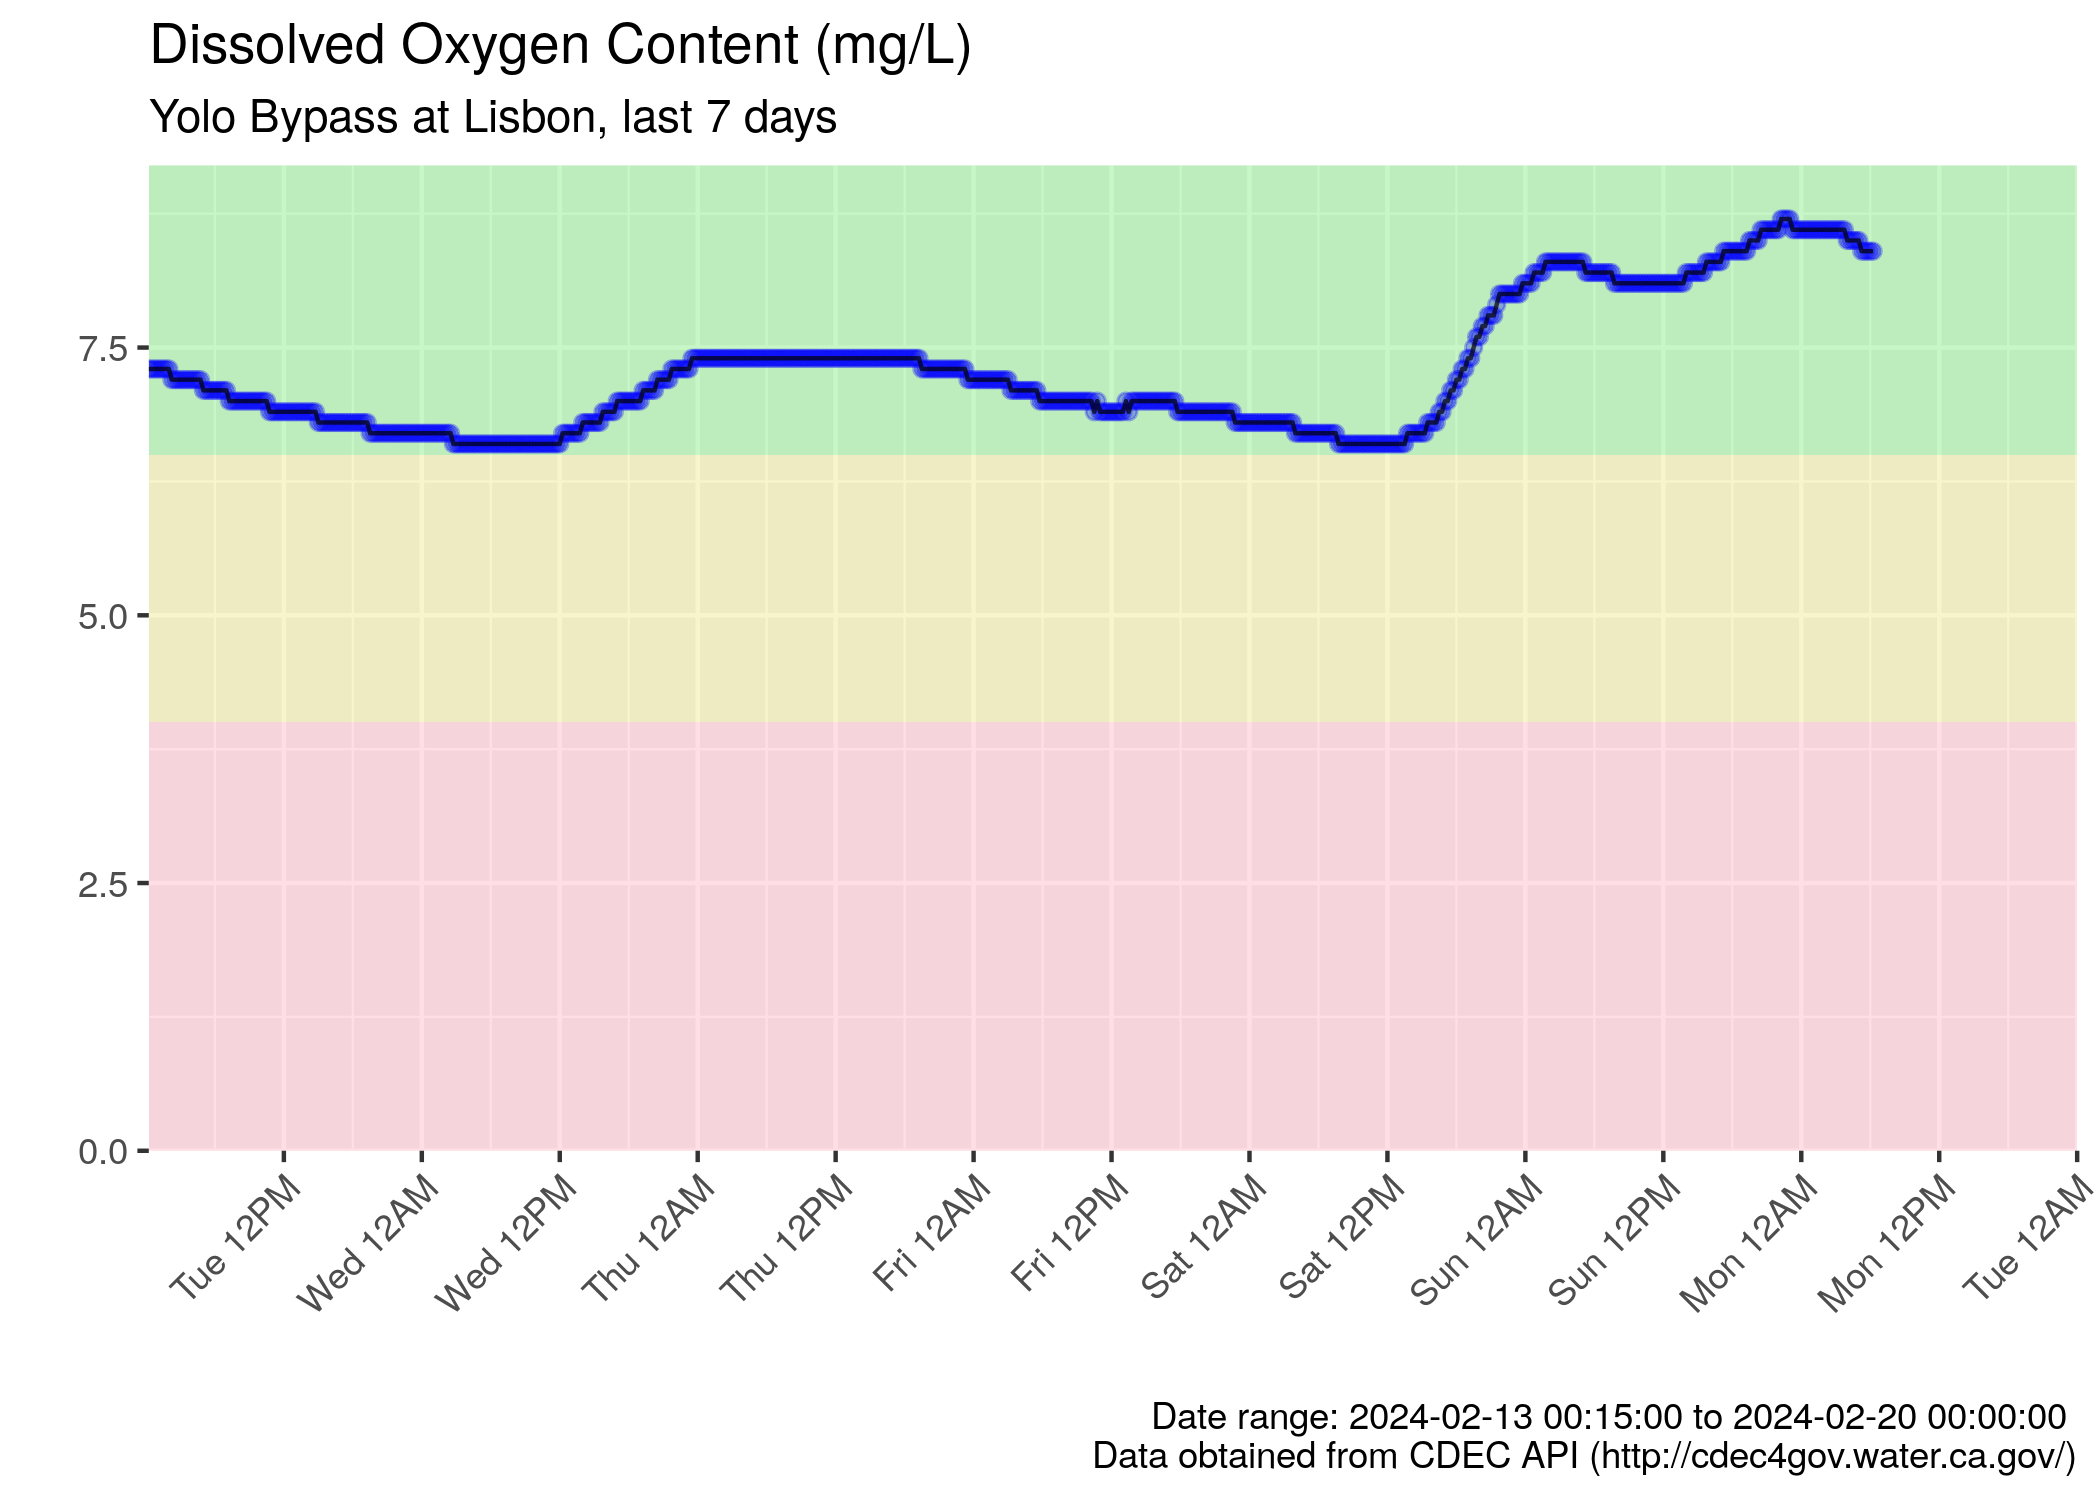 Dissolved Oxygen Content (mg/L)
Yolo Bypass at Lisbon, last 7 days
7.5
5.0
2.5
0.0
Tue 12PM
Wed 12AM
Wed 12PM
Thu 12AM
Thu 12PM
Fri 12AM
Fri 12PM
Sat 12AM
Sat 12PM
Sun 12AM
Sun 12PM
Mon 12AM
Mon 12PM
Tue 12AM
Date range: 2024-02-13 00:15:00 to 2024-02-20 00:00:00
Data obtained from CDEC API (http://cdec4gov.water.ca.gov/)